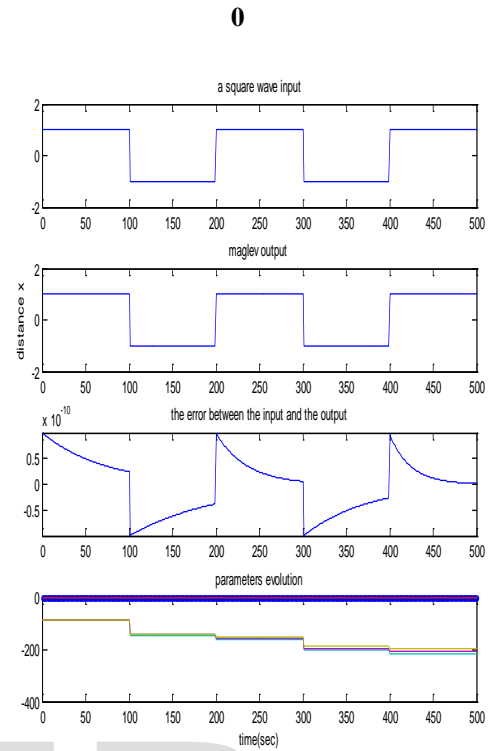 0
a square wave input
2
0
-2
0 50 100 150 200 250 300 350 400 450 500
maglev output
distance x
2
0
-2
0 50 100 150 200 250 300 350 400 450 500
the error between the input and the output
x 10^-10
0.5
0
-0.5
0 50 100 150 200 250 300 350 400 450 500
parameters evolution
0
-200
-400
0 50 100 150 200 250 300 350 400 450 500
time(sec)